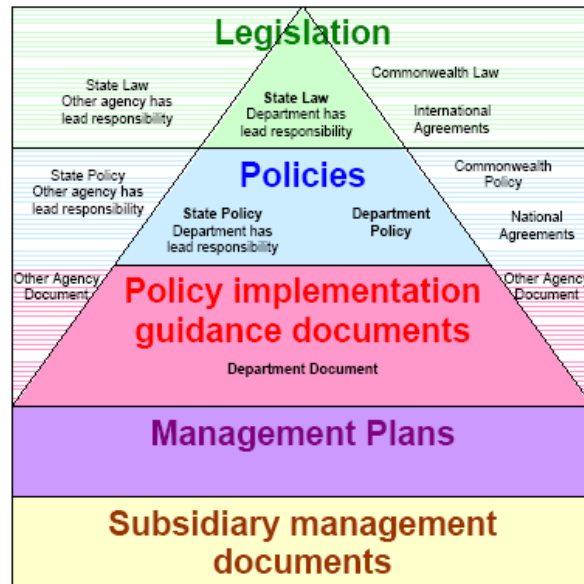 Legislation
State Law
Other agency has
lead responsibility
State Law
Department has
lead responsibility
Commonwealth Law
International
Agreements
Policies
State Policy
Other agency has
lead responsibility
State Policy
Department has
lead responsibility
Department
Policy
Commonwealth
Policy
National
Agreements
Other Agency
Document
Policy implementation
guidance documents
Department Document
Other Agency
Document
Management Plans
Subsidiary management
documents